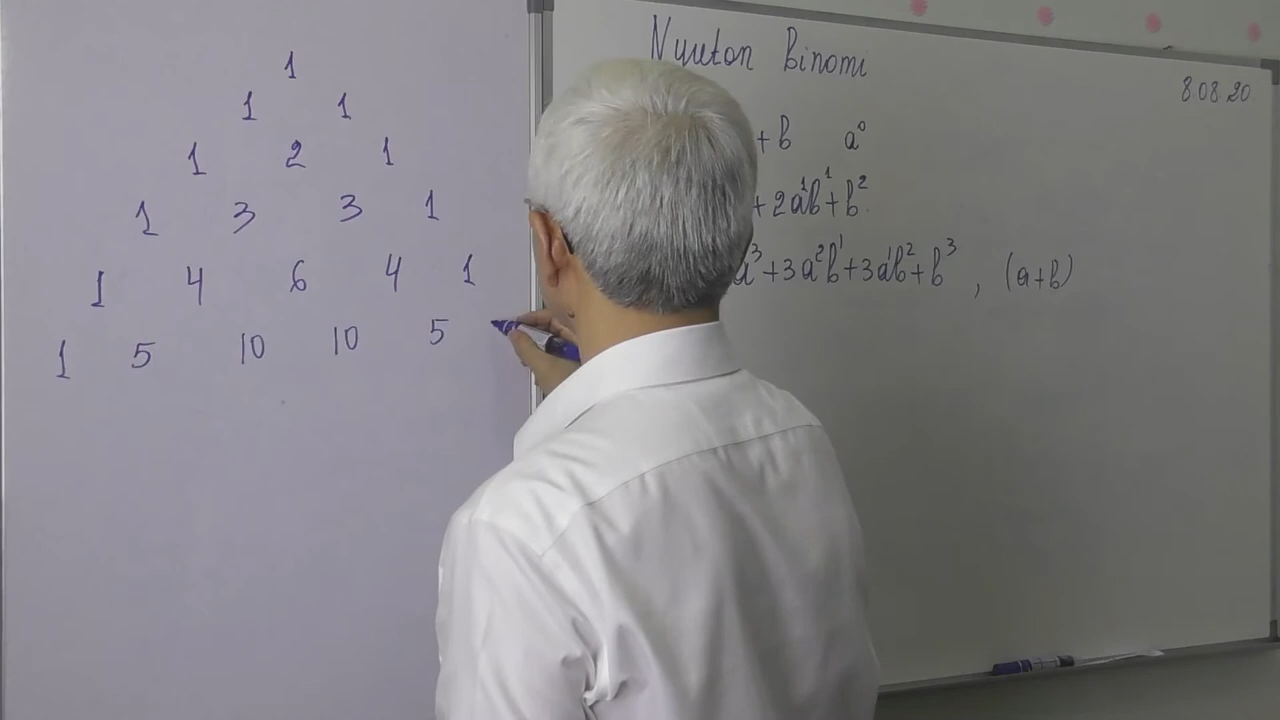 1
1 1
1 2 1
1 3 3 1
1 4 6 4 1
1 5 10 10 5
Nyuton Binomi
8.08.20
+b a⁰
+2a¹b¹+b²
a³+3a²b¹+3a¹b²+b³, (a+b)